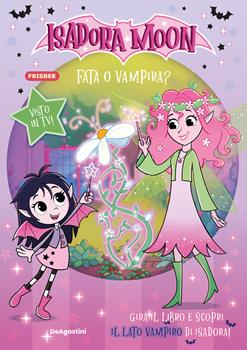 ISADORA MOON
FRISBEE
FATA O VAMPIRA?
VISTO
IN TV!
GIRA IL LIBRO E SCOPRI
IL LATO VAMPIRO DI ISADORA!
DeAgostini